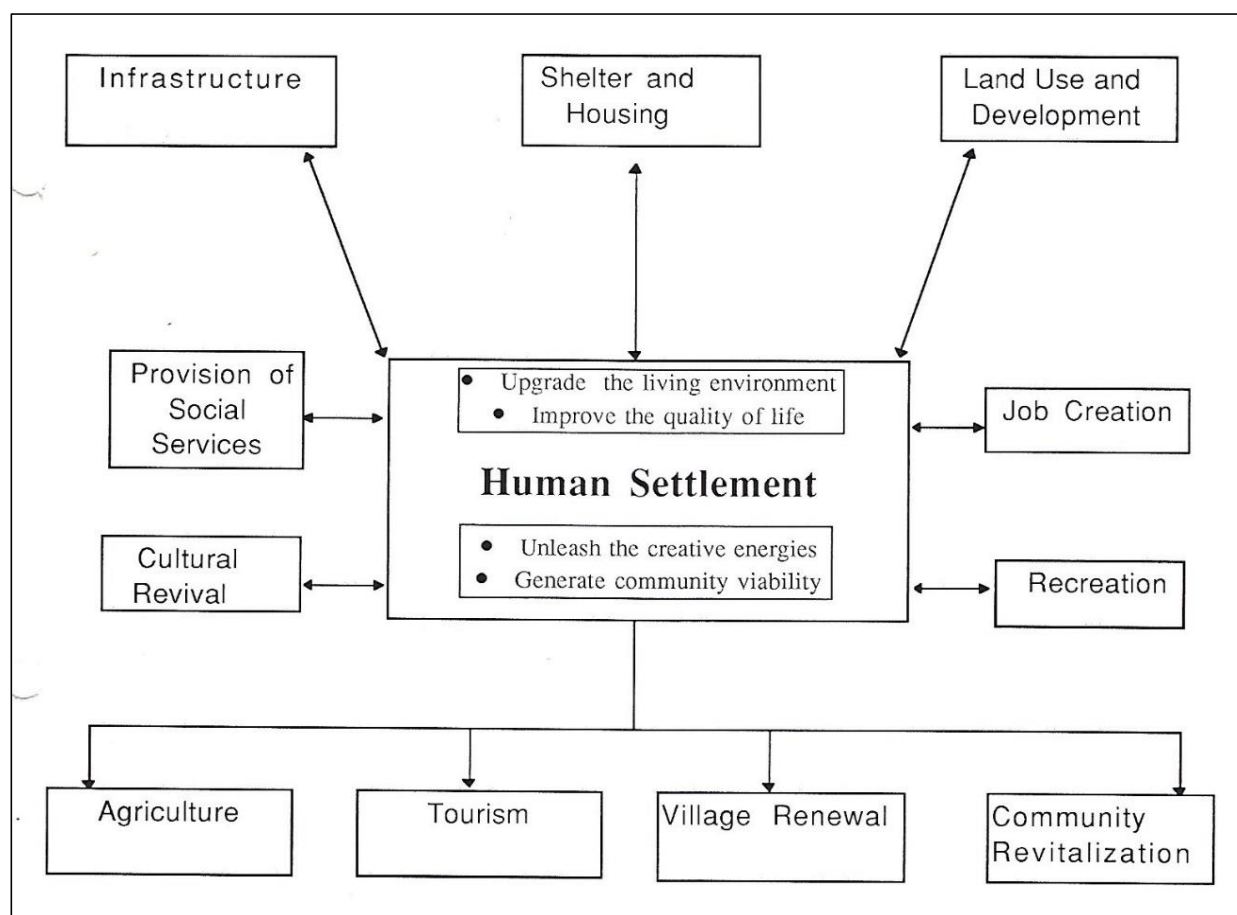 Infrastructure
Shelter and
Housing
Land Use and
Development
Provision of
Social
Services
• Upgrade the living environment
• Improve the quality of life
Job Creation
Human Settlement
Cultural
Revival
• Unleash the creative energies
• Generate community viability
Recreation
Agriculture
Tourism
Village Renewal
Community
Revitalization